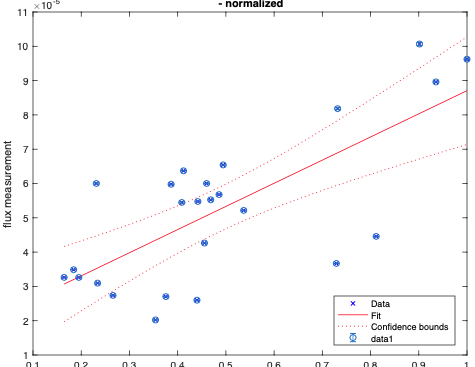 - normalized
×10⁻⁵
11
10
9
8
7
6
5
4
3
2
1
flux measurement
0.1 0.2 0.3 0.4 0.5 0.6 0.7 0.8 0.9 1
Data
Fit
Confidence bounds
data1